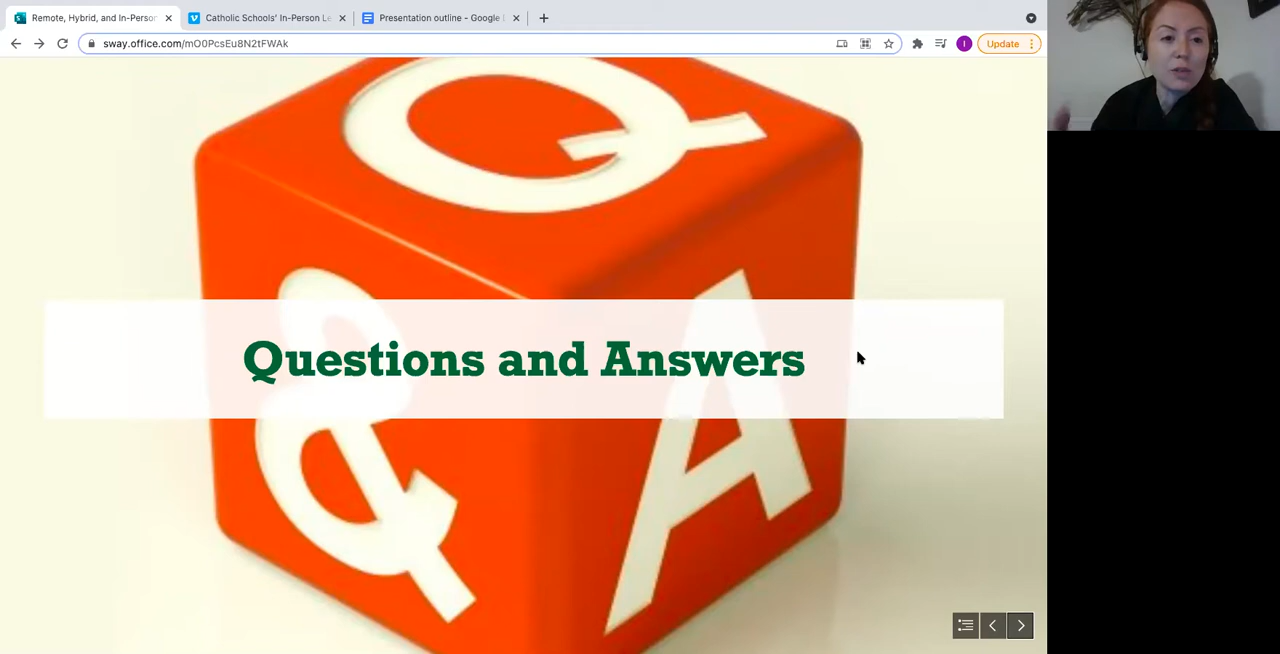 Remote, Hybrid, and In-Person
Catholic Schools' In-Person Le
Presentation outline - Google
sway.office.com/mO0PcsEu8N2tFWAk
I
Update
Q
& A
Questions and Answers